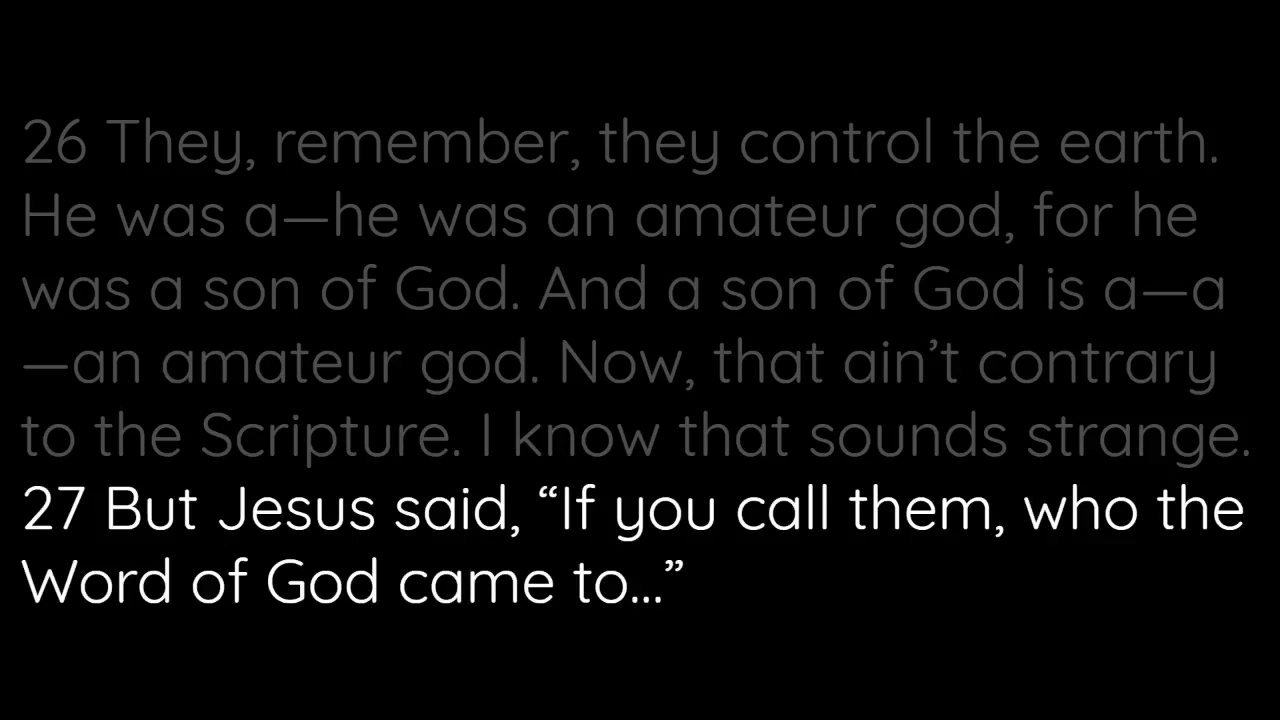 26 They, remember, they control the earth.
He was a—he was an amateur god, for he
was a son of God. And a son of God is a—a
—an amateur god. Now, that ain’t contrary
to the Scripture. I know that sounds strange.
27 But Jesus said, “If you call them, who the
Word of God came to...”